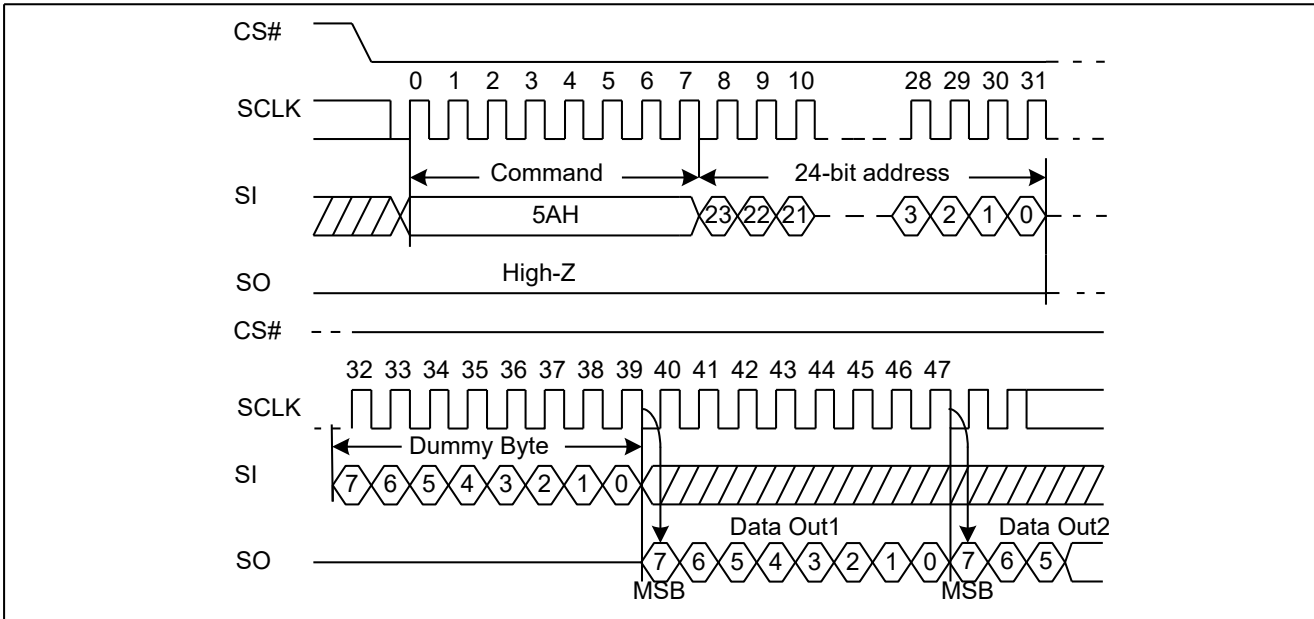 CS#
0 1 2 3 4 5 6 7 8 9 10 28 29 30 31
SCLK
Command 24-bit address
SI
5AH 23 22 21 3 2 1 0
High-Z
SO
CS#
32 33 34 35 36 37 38 39 40 41 42 43 44 45 46 47
SCLK
Dummy Byte
SI
7 6 5 4 3 2 1 0
Data Out1 Data Out2
SO
7 6 5 4 3 2 1 0 7 6 5
MSB MSB